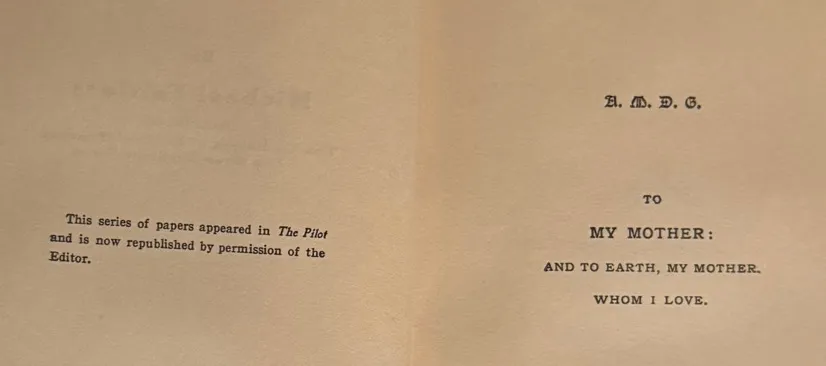 This series of papers appeared in The Pilot
and is now republished by permission of the
Editor.
A. M. D. G.
TO
MY MOTHER:
AND TO EARTH, MY MOTHER.
WHOM I LOVE.